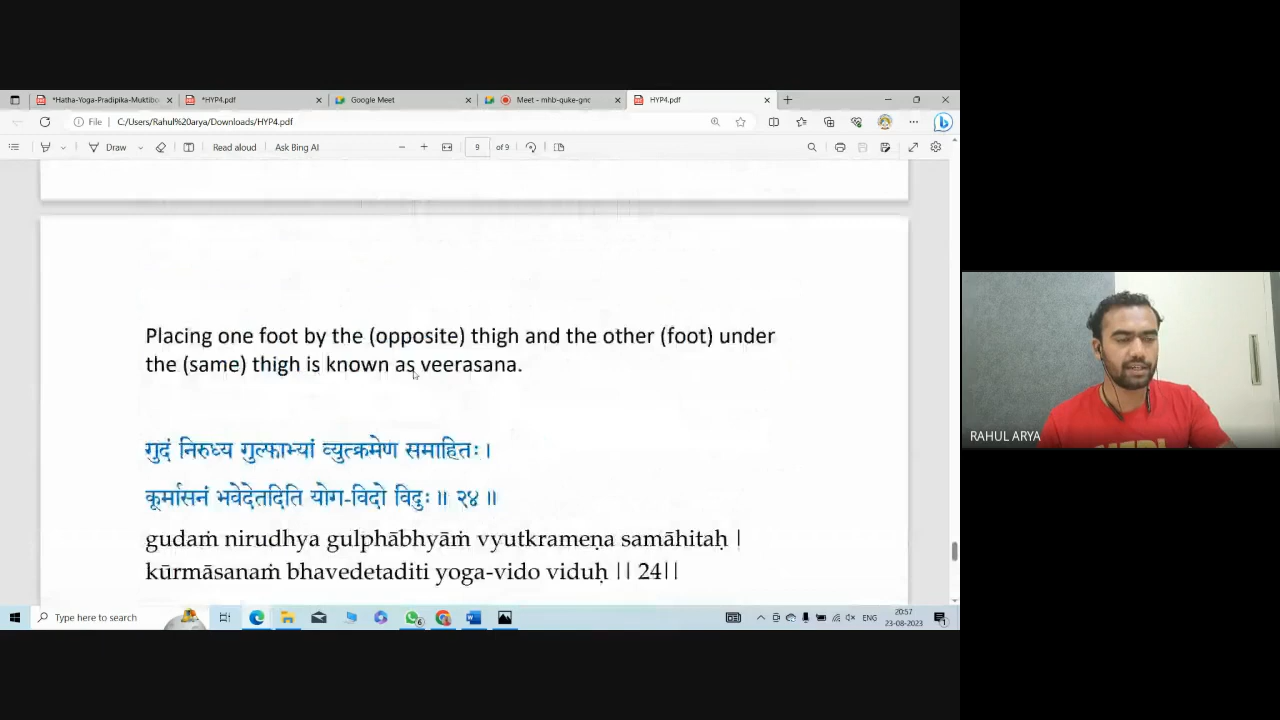 *Hatha-Yoga-Pradipika-Muktibo
*HYP4.pdf
Google Meet
Meet - mhb-quke-gnc
HYP4.pdf
File
C:/Users/Rahul%20arya/Downloads/HYP4.pdf
Draw
Read aloud
Ask Bing AI
9
of 9
Placing one foot by the (opposite) thigh and the other (foot) under
the (same) thigh is known as veerasana.
गुदं निरुध्य गुल्फाभ्यां व्युत्क्रमेण समाहितः।
कूर्मासनं भवेदेतदिति योग-विदो विदुः॥ २४॥
gudaṁ nirudhya gulphābhyāṁ vyutkrameṇa samāhitaḥ |
kūrmāsanaṁ bhavedetaditi yoga-vido viduḥ || 24||
RAHUL ARYA
Type here to search
6
ENG
20:57
23-08-2023
1